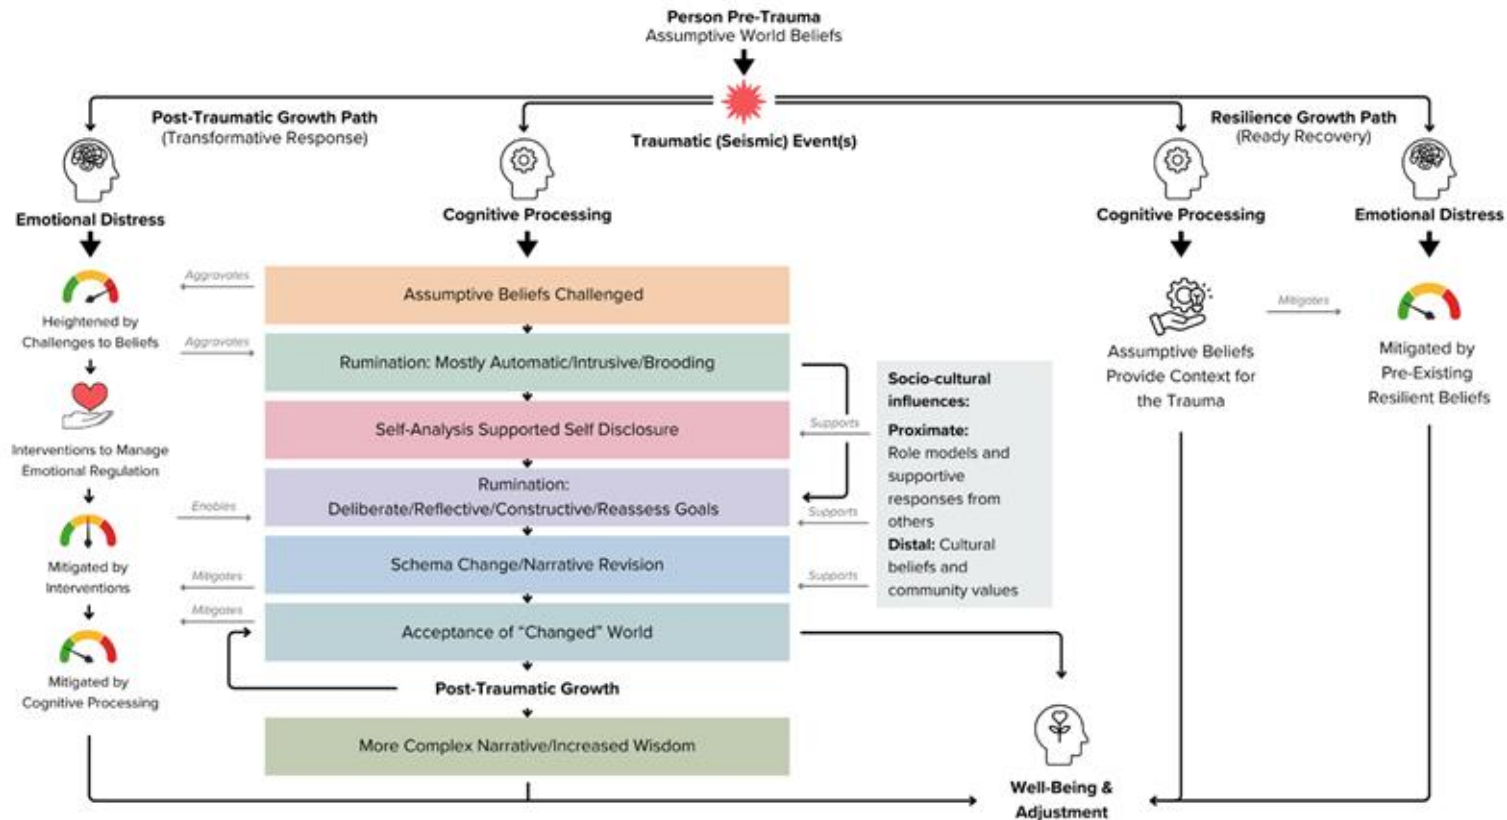 Person Pre-Trauma
Assumptive World Beliefs
Post-Traumatic Growth Path
(Transformative Response)
Traumatic (Seismic) Event(s)
Resilience Growth Path
(Ready Recovery)
Emotional Distress
Cognitive Processing
Cognitive Processing
Emotional Distress
Aggravates
Assumptive Beliefs Challenged
Heightened by
Challenges to Beliefs
Aggravates
Rumination: Mostly Automatic/Intrusive/Brooding
Self-Analysis Supported Self Disclosure
Interventions to Manage
Emotional Regulation
Enables
Rumination:
Deliberate/Reflective/Constructive/Reassess Goals
Mitigated by
Interventions
Mitigates
Schema Change/Narrative Revision
Mitigates
Acceptance of “Changed” World
Mitigated by
Cognitive Processing
Post-Traumatic Growth
More Complex Narrative/Increased Wisdom
Supports
Supports
Supports
Socio-cultural
influences:
Proximate:
Role models and
supportive
responses from
others
Distal: Cultural
beliefs and
community values
Assumptive Beliefs
Provide Context for
the Trauma
Mitigates
Mitigated by
Pre-Existing
Resilient Beliefs
Well-Being &
Adjustment